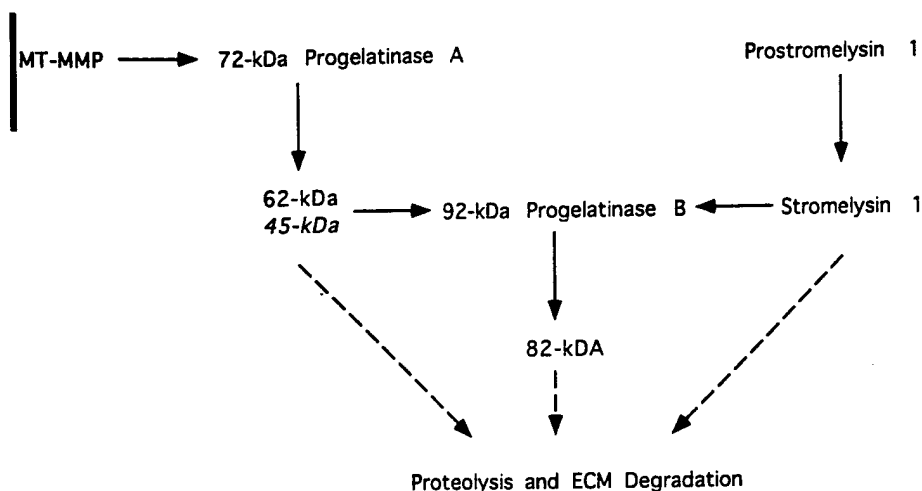 MT-MMP
72-kDa Progelatinase A
Prostromelysin 1
62-kDa
45-kDa
92-kDa Progelatinase B
Stromelysin 1
82-kDA
Proteolysis and ECM Degradation